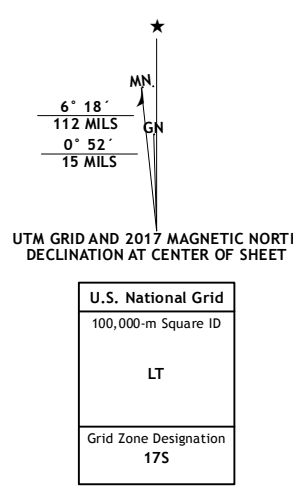 ★
MN.
6° 18´
112 MILS
GN
0° 52´
15 MILS
UTM GRID AND 2017 MAGNETIC NORT
DECLINATION AT CENTER OF SHEET
U.S. National Grid
100,000-m Square ID
LT
Grid Zone Designation
17S